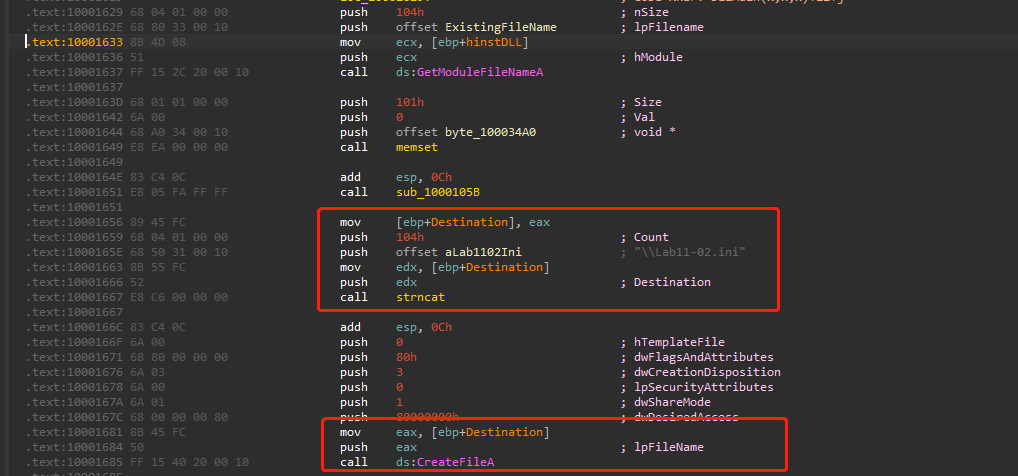 .text:10001629 68 04 01 00 00 push 104h ; nSize
.text:1000162E 68 80 33 00 10 push offset ExistingFileName ; lpFilename
.text:10001633 8B 4D 08 mov ecx, [ebp+hinstDLL]
.text:10001636 51 push ecx ; hModule
.text:10001637 FF 15 2C 20 00 10 call ds:GetModuleFileNameA
.text:10001637
.text:1000163D 68 01 01 00 00 push 101h ; Size
.text:10001642 6A 00 push 0 ; Val
.text:10001644 68 A0 34 00 10 push offset byte_100034A0 ; void *
.text:10001649 E8 EA 00 00 00 call memset
.text:10001649
.text:1000164E 83 C4 0C add esp, 0Ch
.text:10001651 E8 05 FA FF FF call sub_1000105B
.text:10001651
.text:10001656 89 45 FC mov [ebp+Destination], eax
.text:10001659 68 04 01 00 00 push 104h ; Count
.text:1000165E 68 50 31 00 10 push offset aLab1102Ini ; "\\Lab11-02.ini"
.text:10001663 8B 55 FC mov edx, [ebp+Destination]
.text:10001666 52 push edx ; Destination
.text:10001667 E8 C6 00 00 00 call strncat
.text:10001667
.text:1000166C 83 C4 0C add esp, 0Ch
.text:1000166F 6A 00 push 0 ; hTemplateFile
.text:10001671 68 80 00 00 00 push 80h ; dwFlagsAndAttributes
.text:10001676 6A 03 push 3 ; dwCreationDisposition
.text:10001678 6A 00 push 0 ; lpSecurityAttributes
.text:1000167A 6A 01 push 1 ; dwShareMode
.text:1000167C 68 00 00 00 80 push 80000000h ; dwDesiredAccess
.text:10001681 8B 45 FC mov eax, [ebp+Destination]
.text:10001684 50 push eax ; lpFileName
.text:10001685 FF 15 40 20 00 10 call ds:CreateFileA